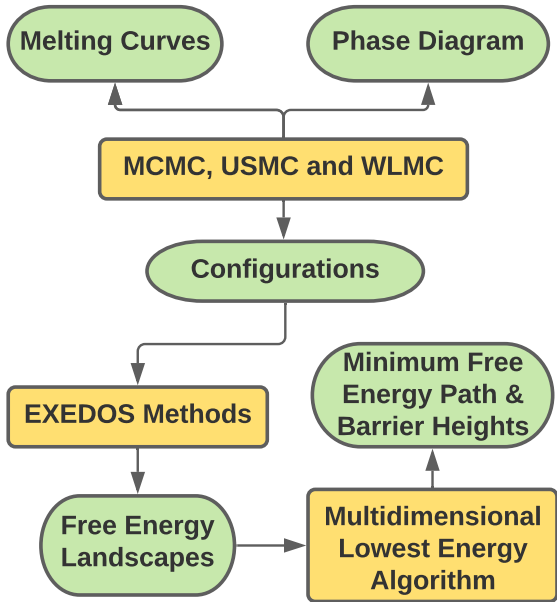 Melting Curves
Phase Diagram
MCMC, USMC and WLMC
Configurations
EXEDOS Methods
Minimum Free
Energy Path &
Barrier Heights
Free Energy
Landscapes
Multidimensional
Lowest Energy
Algorithm